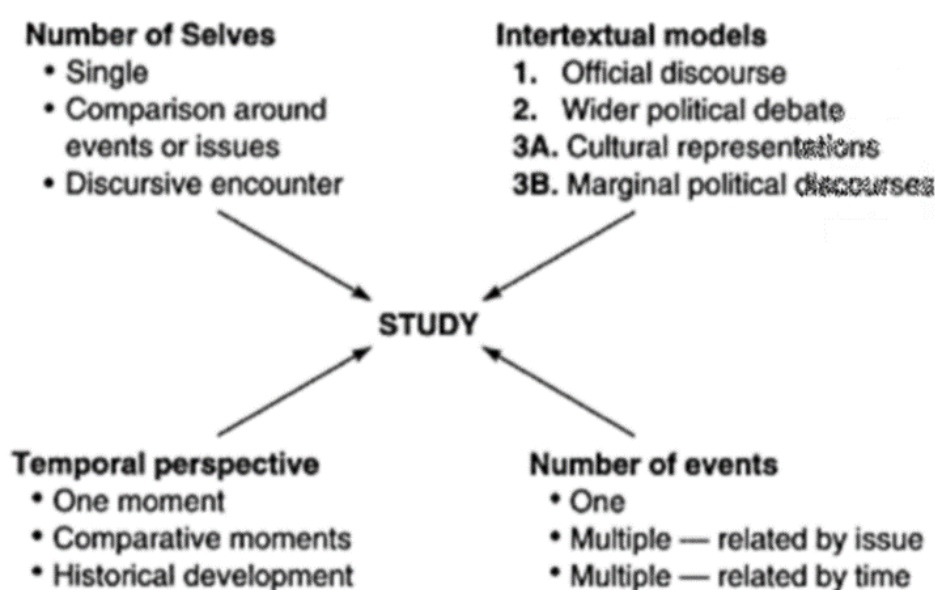 Number of Selves
• Single
• Comparison around
events or issues
• Discursive encounter
Intertextual models
1. Official discourse
2. Wider political debate
3A. Cultural representations
3B. Marginal political discourses
STUDY
Temporal perspective
• One moment
• Comparative moments
• Historical development
Number of events
• One
• Multiple — related by issue
• Multiple — related by time